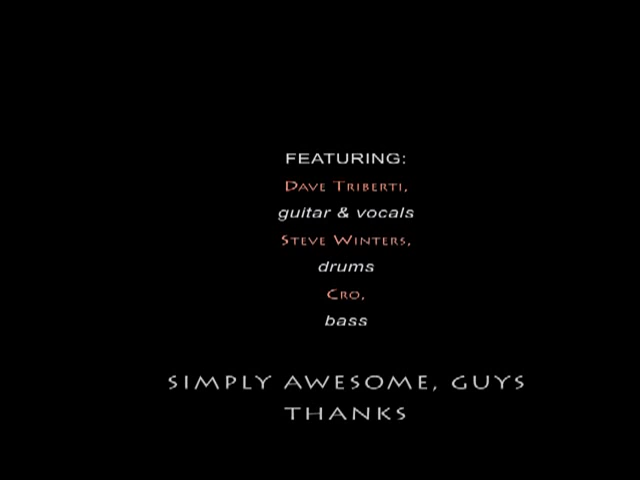 FEATURING:
Dave Triberti,
guitar & vocals
Steve Winters,
drums
Cro,
bass
SIMPLY AWESOME, GUYS
THANKS